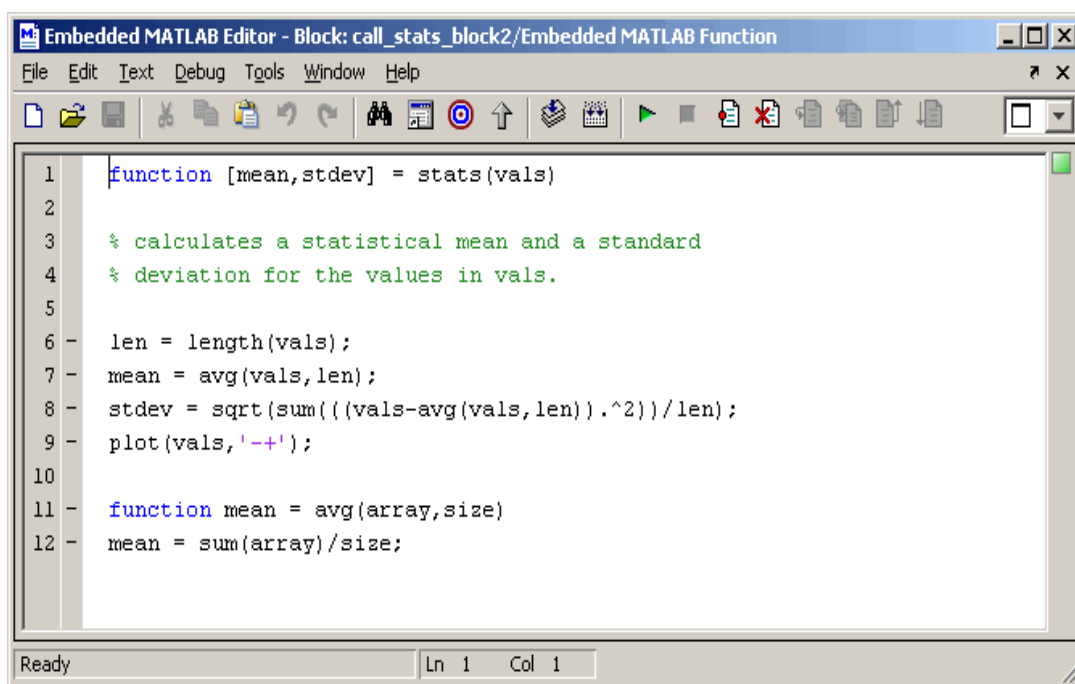 Embedded MATLAB Editor - Block: call_stats_block2/Embedded MATLAB Function
File Edit Text Debug Tools Window Help
1 function [mean,stdev] = stats(vals)
2
3 % calculates a statistical mean and a standard
4 % deviation for the values in vals.
5
6 - len = length(vals);
7 - mean = avg(vals,len);
8 - stdev = sqrt(sum(((vals-avg(vals,len)).^2))/len);
9 - plot(vals,'-+');
10
11 - function mean = avg(array,size)
12 - mean = sum(array)/size;
Ready Ln 1 Col 1